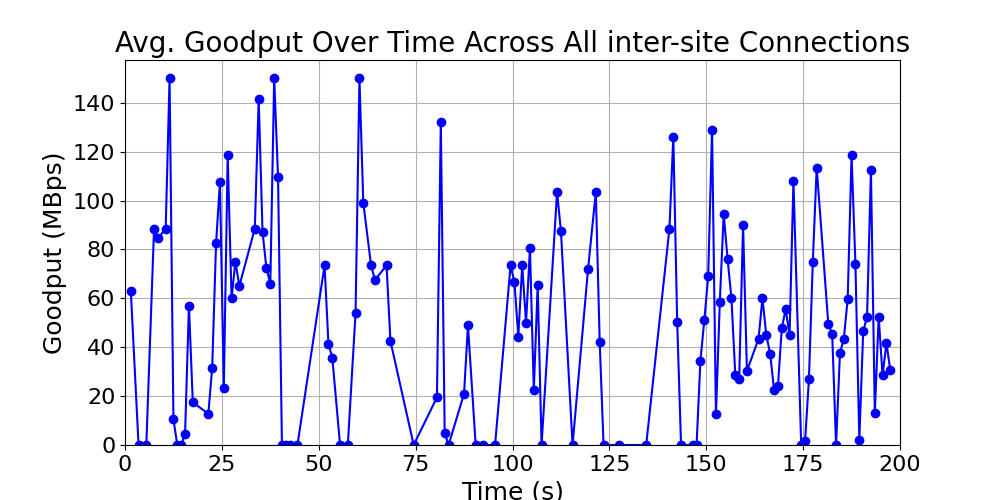 Avg. Goodput Over Time Across All inter-site Connections
Goodput (MBps)
140
120
100
80
60
40
20
0
0 25 50 75 100 125 150 175 200
Time (s)